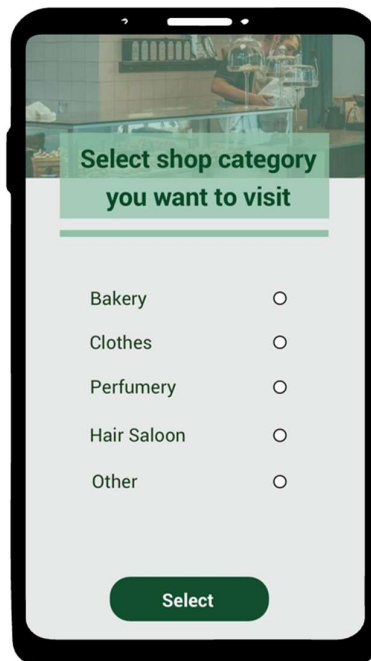 Select shop category
you want to visit
Bakery
Clothes
Perfumery
Hair Saloon
Other
Select